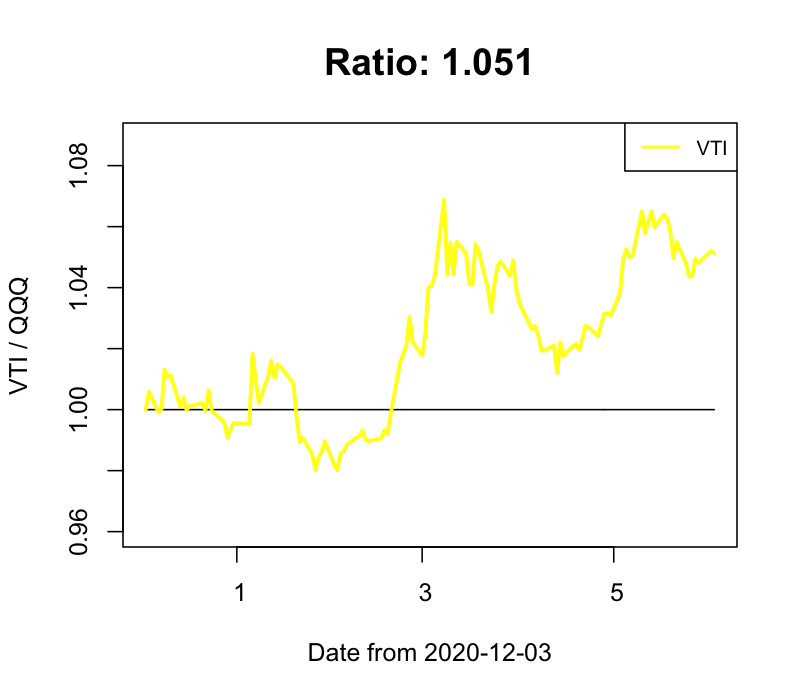 Ratio: 1.051
VTI
1.08
1.04
1.00
0.96
VTI / QQQ
1 3 5
Date from 2020-12-03